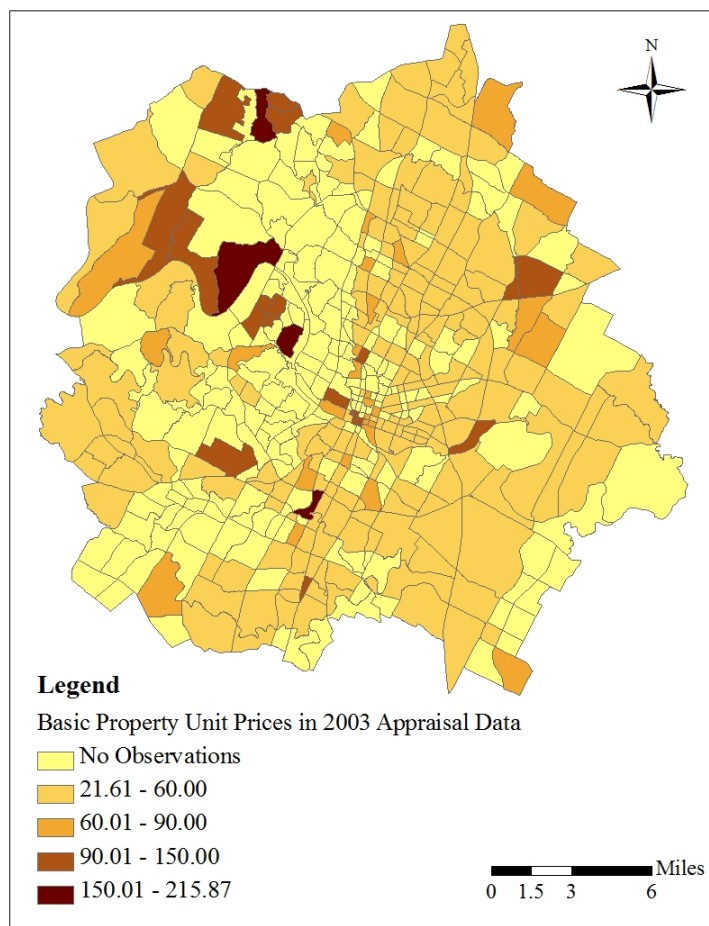 N
Legend
Basic Property Unit Prices in 2003 Appraisal Data
No Observations
21.61 - 60.00
60.01 - 90.00
90.01 - 150.00
150.01 - 215.87
Miles
0 1.5 3 6